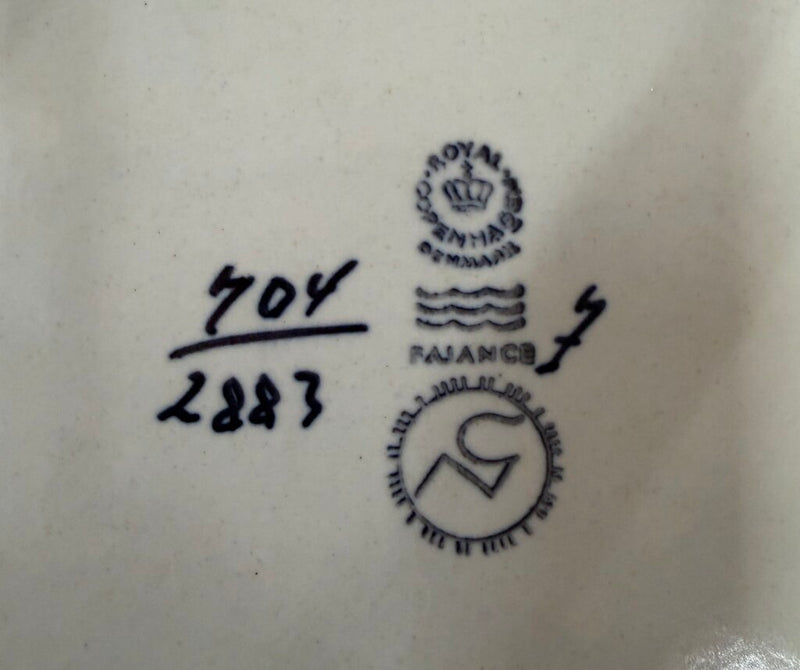 ROYAL COPENHAGEN
DENMARK
FAJANCE
704
2883